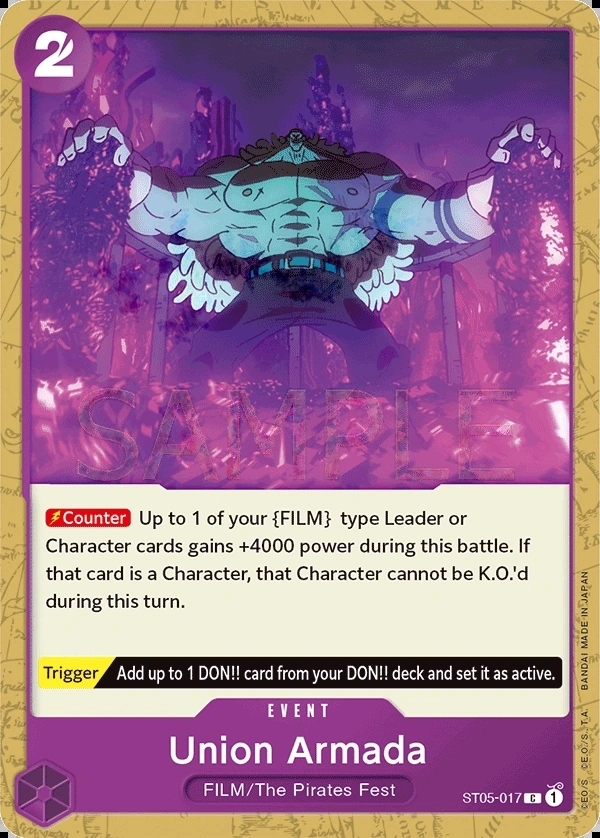 2
SAMPLE
Counter Up to 1 of your {FILM} type Leader or
Character cards gains +4000 power during this battle. If
that card is a Character, that Character cannot be K.O.'d
during this turn.
Trigger Add up to 1 DON!! card from your DON!! deck and set it as active.
EVENT
Union Armada
FILM/The Pirates Fest
ST05-017 C 1
©E.O/S. ©E.O./S.,T.A. BANDAI MADE IN JAPAN